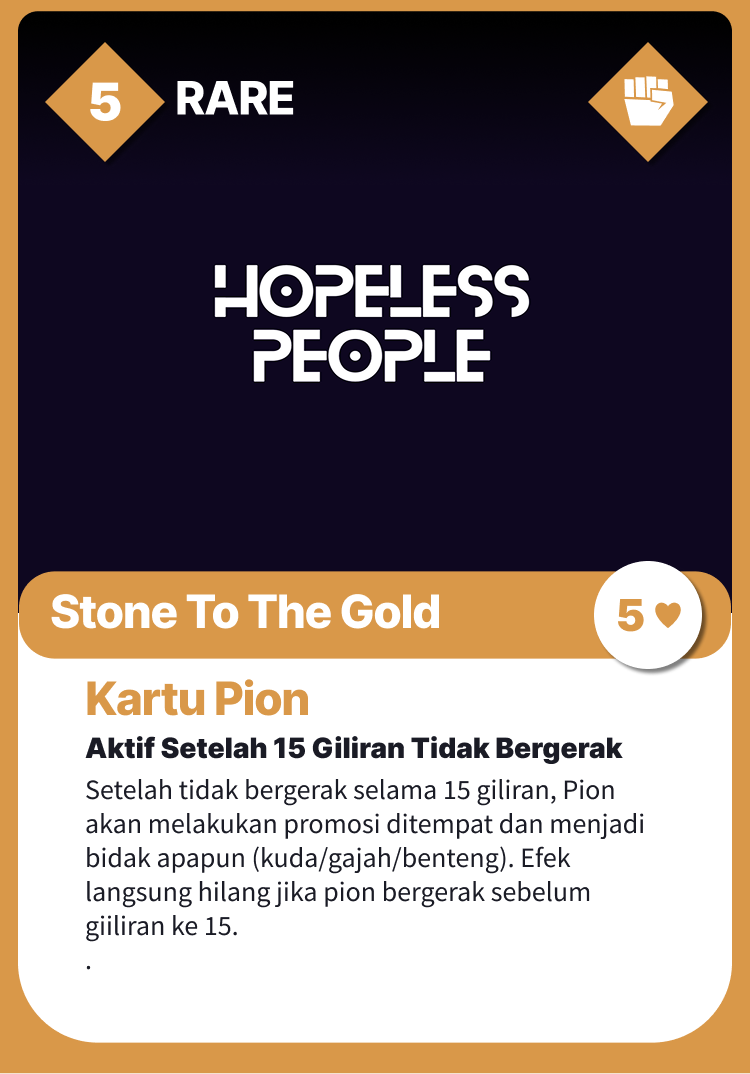 5 RARE
HOPELESS
PEOPLE
Stone To The Gold
5
Kartu Pion
Aktif Setelah 15 Giliran Tidak Bergerak
Setelah tidak bergerak selama 15 giliran, Pion
akan melakukan promosi ditempat dan menjadi
bidak apapun (kuda/gajah/benteng). Efek
langsung hilang jika pion bergerak sebelum
giiliran ke 15.
.